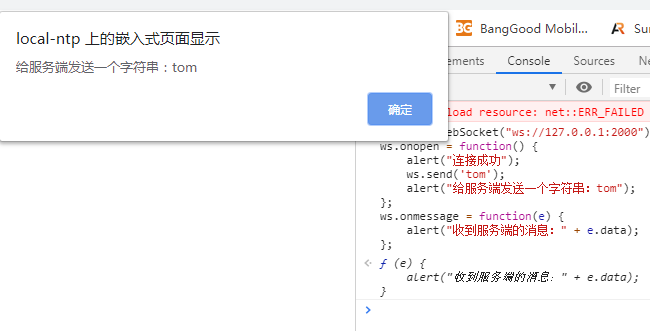 local-ntp 上的嵌入式页面显示
给服务端发送一个字符串：tom
确定
BangGood Mobil...
ements Console Sources
Filter
load resource: net::ERR_FAILED
ebSocket("ws://127.0.0.1:2000")
ws.onopen = function() {
alert("连接成功");
ws.send('tom');
alert("给服务端发送一个字符串：tom");
};
ws.onmessage = function(e) {
alert("收到服务端的消息：" + e.data);
};
ƒ (e) {
alert("收到服务端的消息：" + e.data);
}